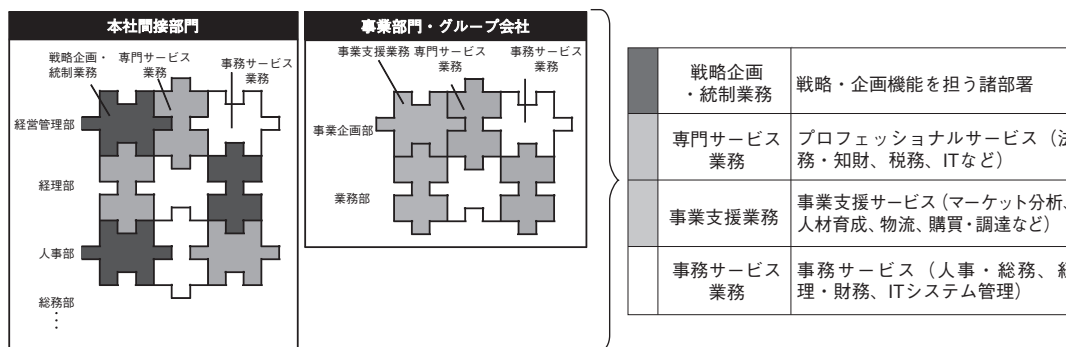 本社間接部門
戦略企画・
統制業務
専門サービス
業務
事務サービス
業務
経営管理部
経理部
人事部
総務部
⋮
事業部門・グループ会社
事業支援業務
専門サービス
業務
事務サービス
業務
事業企画部
業務部
戦略企画
・統制業務
戦略・企画機能を担う諸部署
専門サービス
業務
プロフェッショナルサービス（法
務・知財、税務、ITなど）
事業支援業務
事業支援サービス（マーケット分析、
人材育成、物流、購買・調達など）
事務サービス
業務
事務サービス（人事・総務、経
理・財務、ITシステム管理）